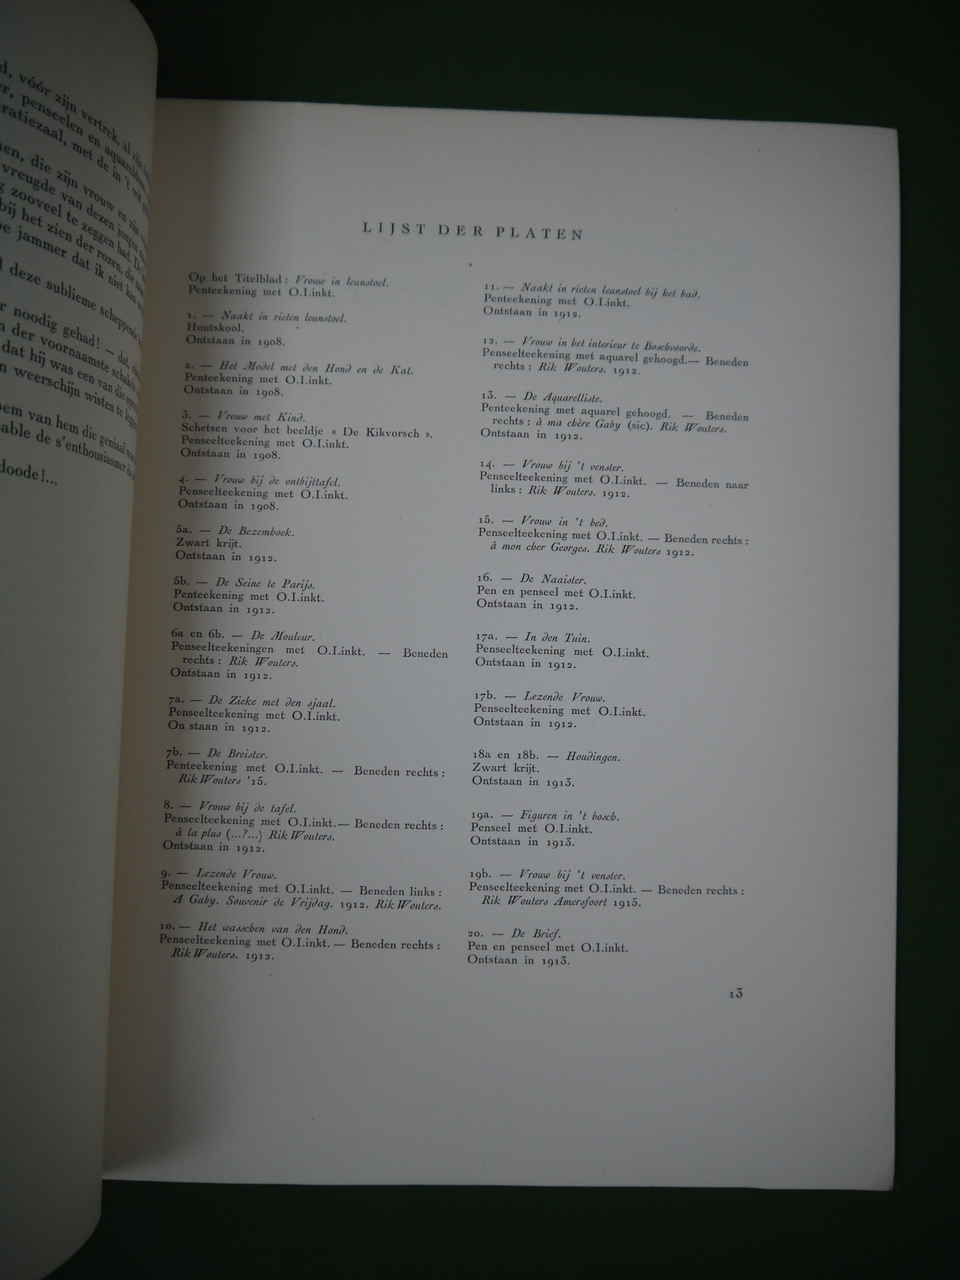 vóór zijn vertrek, al zijn
penseelen en aquarellen
ratiezaal, met de in 't
die zijn vrouw en zijn
vreugde van dezen jongen
zooveel te zeggen had. De
bij het zien der rozen, die
jammer dat ik niet kan
deze sublieme scheppende
noodig gehad! — dat,
der voornaamste
dat hij was een van die
weerschijn wisten te
van hem die geniaal was
able de s'enthousiasmer
doode!...
LIJST DER PLATEN
Op het Titelblad : Vrouw in leunstoel.
Penteekening met O.I.inkt.
1. — Naakt in rieten leunstoel.
Houtskool.
Ontstaan in 1908.
2. — Het Model met den Hond en de Kat.
Penteekening met O.I.inkt.
Ontstaan in 1908.
3. — Vrouw met Kind.
Schetsen voor het beeldje « De Kikvorsch ».
Penseelteekening met O.I.inkt.
Ontstaan in 1908.
4. — Vrouw bij de ontbijttafel.
Penseelteekening met O.I.inkt.
Ontstaan in 1908.
5a. — De Bezemboek.
Zwart krijt.
Ontstaan in 1912.
5b. — De Seine te Parijs.
Penteekening met O.I.inkt.
Ontstaan in 1912.
6a en 6b. — De Mouleur.
Penseelteekeningen met O.I.inkt. — Beneden
rechts : Rik Wouters.
Ontstaan in 1912.
7a. — De Zieke met den sjaal.
Penseelteekening met O.I.inkt.
On staan in 1912.
7b. — De Breister.
Penteekening met O.I.inkt. — Beneden rechts :
Rik Wouters '15.
8. — Vrouw bij de tafel.
Penseelteekening met O.I.inkt. — Beneden rechts :
à la plus (...?...) Rik Wouters.
Ontstaan in 1912.
9. — Lezende Vrouw.
Penseelteekening met O.I.inkt. — Beneden links :
A Gaby. Souvenir de Vrijdag. 1912. Rik Wouters.
10. — Het wasschen van den Hond.
Penseelteekening met O.I.inkt. — Beneden rechts :
Rik Wouters. 1912.
11. — Naakt in rieten leunstoel bij het bad.
Penteekening met O.I.inkt.
Ontstaan in 1912.
12. — Vrouw in het interieur te Boschvoorde.
Penseelteekening met aquarel gehoogd. — Beneden
rechts : Rik Wouters. 1912.
13. — De Aquarelliste.
Penteekening met aquarel gehoogd. — Beneden
rechts : à ma chère Gaby (sic). Rik Wouters.
Ontstaan in 1912.
14. — Vrouw bij 't venster.
Penseelteekening met O.I.inkt. — Beneden naar
links : Rik Wouters. 1912.
15. — Vrouw in 't bed.
Penseelteekening met O.I.inkt. — Beneden rechts :
à mon cher Georges. Rik Wouters 1912.
16. — De Naaister.
Pen en penseel met O.I.inkt.
Ontstaan in 1912.
17a. — In den Tuin.
Penseelteekening met O.I.inkt.
Ontstaan in 1912.
17b. — Lezende Vrouw.
Penseelteekening met O.I.inkt.
Ontstaan in 1912.
18a en 18b. — Houdingen.
Zwart krijt.
Ontstaan in 1913.
19a. — Figuren in 't bosch.
Penseel met O.I.inkt.
Ontstaan in 1913.
19b. — Vrouw bij 't venster.
Penseelteekening met O.I.inkt. — Beneden rechts :
Rik Wouters Amersfoort 1915.
20. — De Brief.
Pen en penseel met O.I.inkt.
Ontstaan in 1913.
13